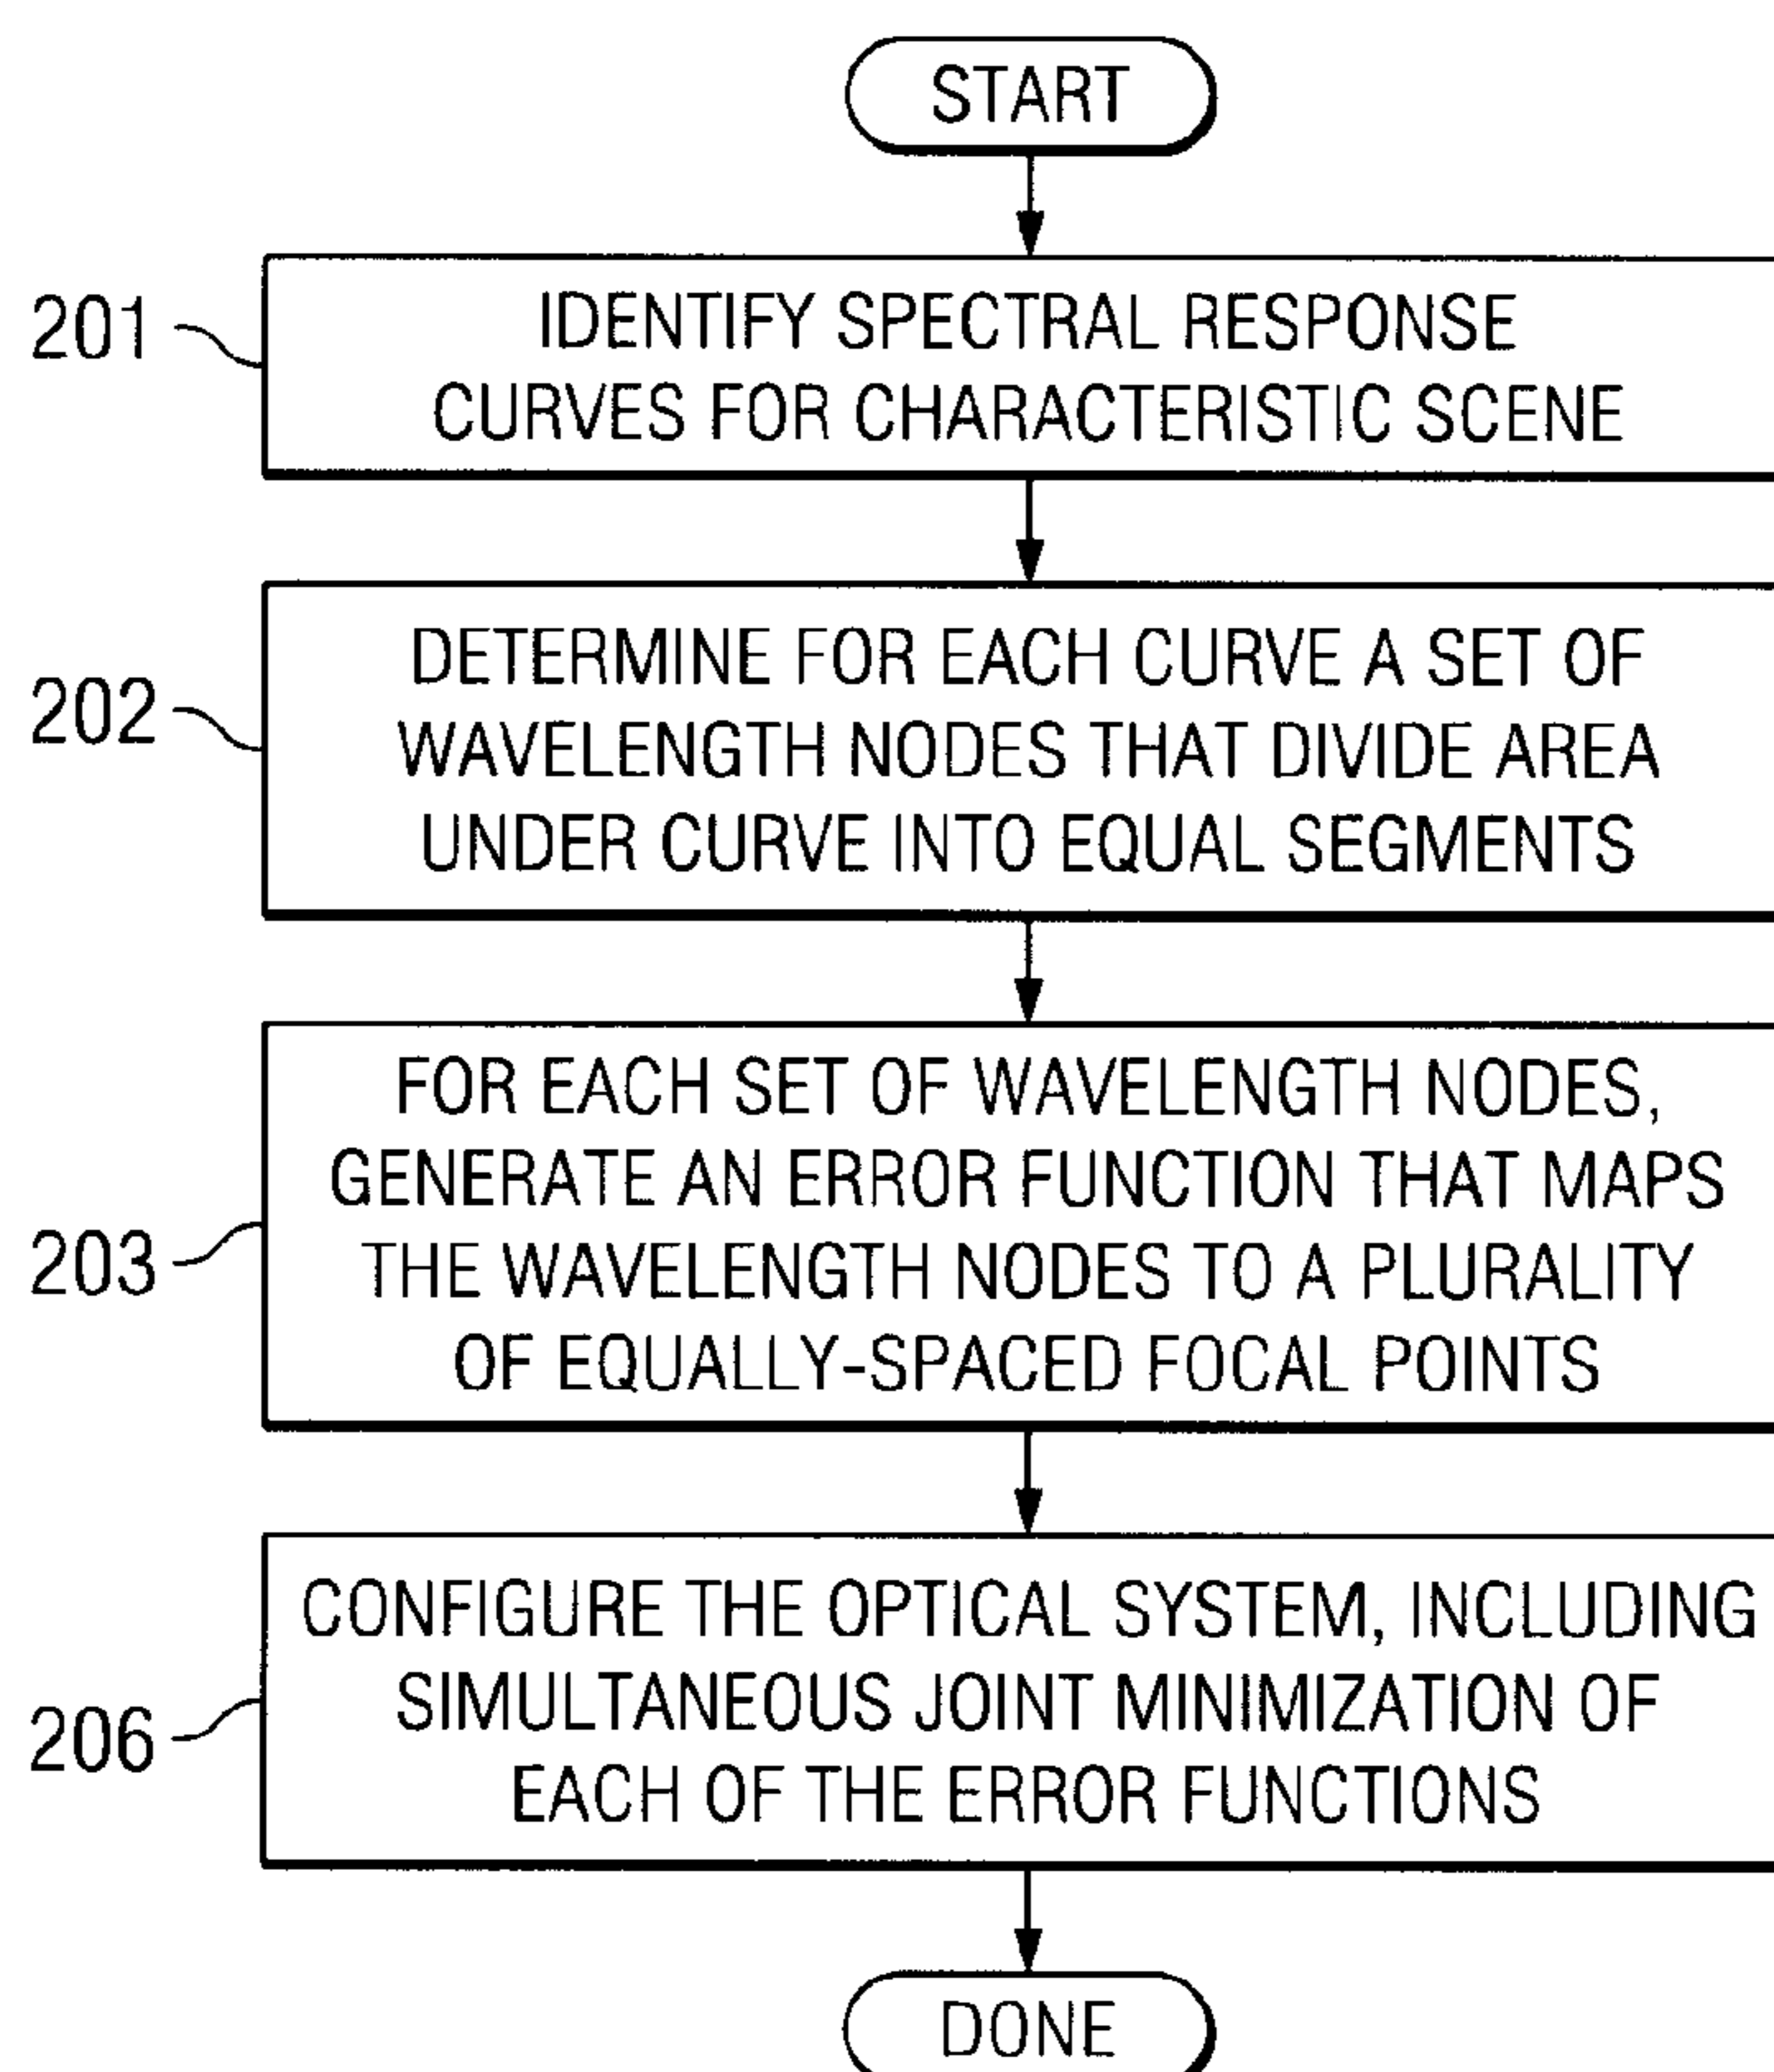 START
201
IDENTIFY SPECTRAL RESPONSE
CURVES FOR CHARACTERISTIC SCENE
202
DETERMINE FOR EACH CURVE A SET OF
WAVELENGTH NODES THAT DIVIDE AREA
UNDER CURVE INTO EQUAL SEGMENTS
203
FOR EACH SET OF WAVELENGTH NODES,
GENERATE AN ERROR FUNCTION THAT MAPS
THE WAVELENGTH NODES TO A PLURALITY
OF EQUALLY-SPACED FOCAL POINTS
206
CONFIGURE THE OPTICAL SYSTEM, INCLUDING
SIMULTANEOUS JOINT MINIMIZATION OF
EACH OF THE ERROR FUNCTIONS
DONE